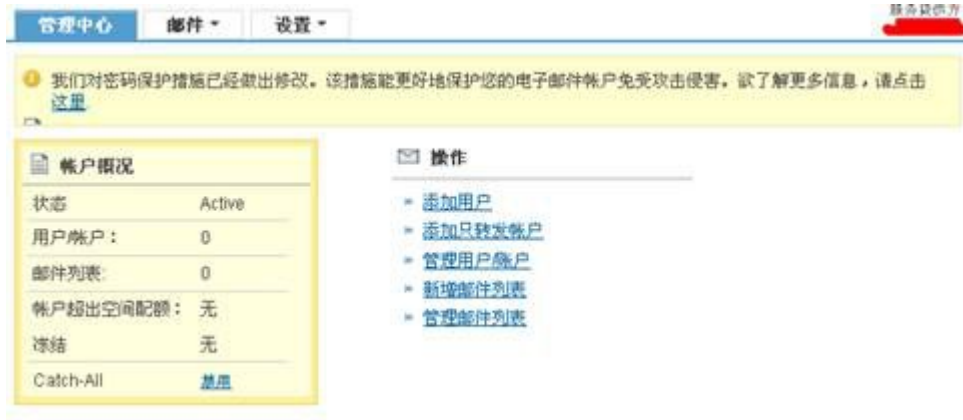 管理中心
邮件
设置
服务提供方
我们对密码保护措施已经做出修改。该措施能更好地保护您的电子邮件帐户免受攻击侵害。欲了解更多信息，请点击
这里
帐户概况
状态 Active
用户/帐户： 0
邮件列表: 0
帐户超出空间配额： 无
冻结 无
Catch-All 禁用
操作
添加用户
添加只转发帐户
管理用户/账户
新增邮件列表
管理邮件列表